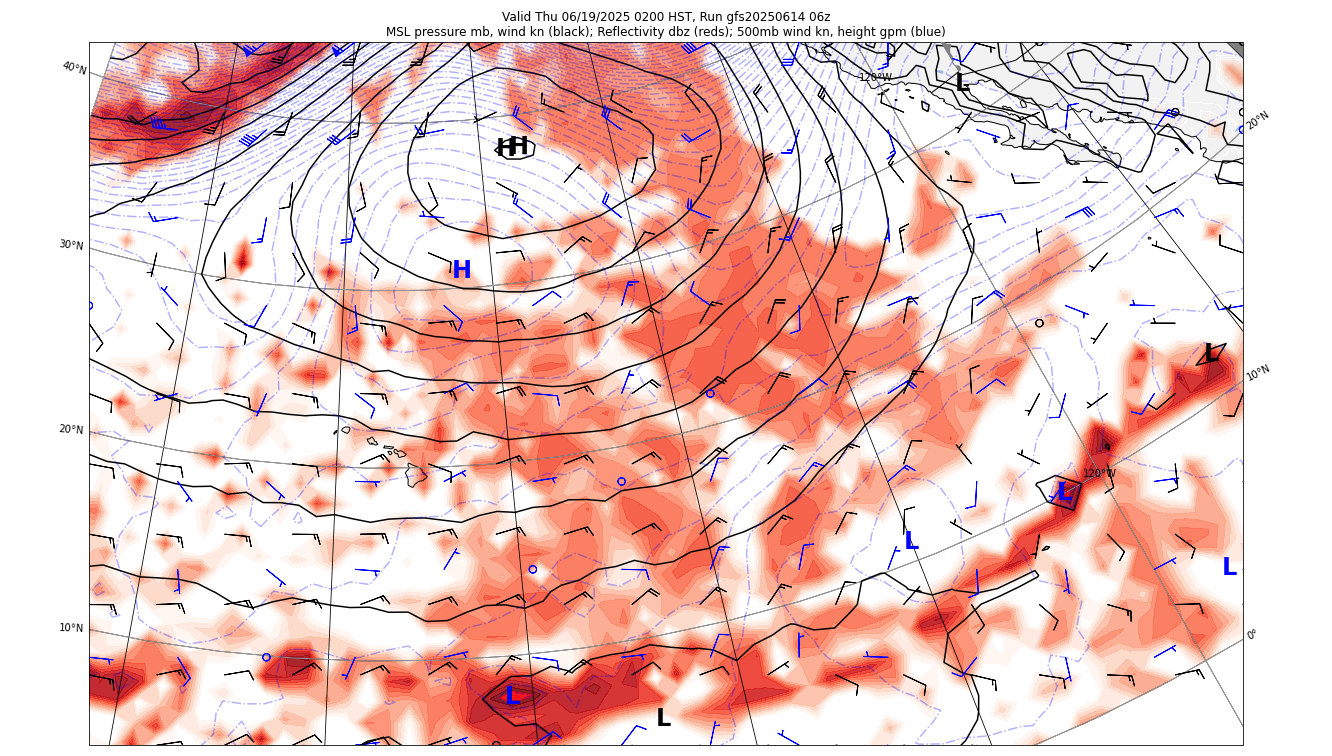 Valid Thu 06/19/2025 0200 HST, Run gfs20250614 06z
MSL pressure mb, wind kn (black); Reflectivity dbz (reds); 500mb wind kn, height gpm (blue)
40°N
120°W
L
20°N
H H
30°N
H
L
10°N
20°N
120°W
L
L
L
10°N
0°
L
L